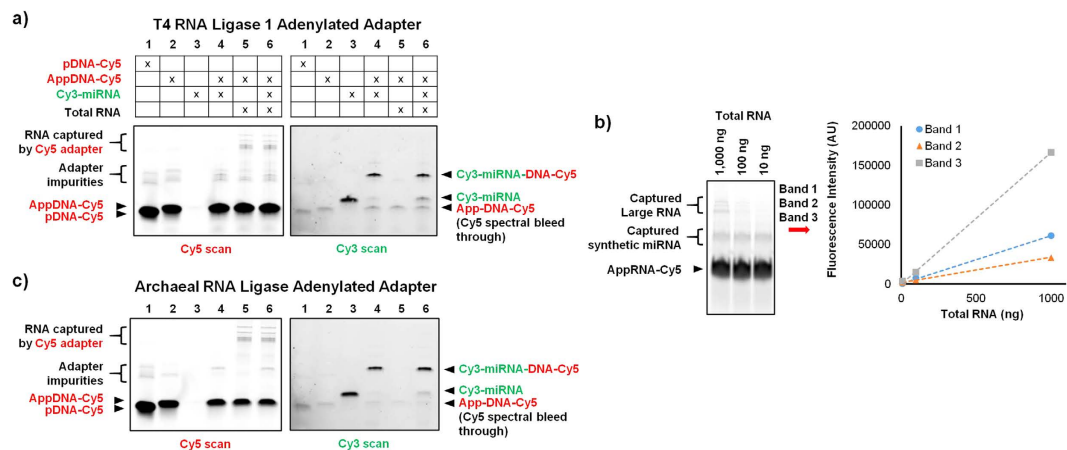 a)
T4 RNA Ligase 1 Adenylated Adapter
1 2 3 4 5 6 1 2 3 4 5 6
pDNA-Cy5 x x
AppDNA-Cy5 x x x x x x x x
Cy3-miRNA x x x x x x
Total RNA x x x x
RNA captured
by Cy5 adapter
Adapter
impurities
AppDNA-Cy5
pDNA-Cy5
Cy5 scan
Cy3 scan
Cy3-miRNA-DNA-Cy5
Cy3-miRNA
App-DNA-Cy5
(Cy5 spectral bleed
through)
b)
Total RNA
1,000 ng
100 ng
10 ng
Captured
Large RNA
Captured
synthetic miRNA
AppRNA-Cy5
Band 1
Band 2
Band 3
Fluorescence Intensity (AU)
200000
150000
100000
50000
0
0 500 1000
Total RNA (ng)
Band 1
Band 2
Band 3
c)
Archaeal RNA Ligase Adenylated Adapter
1 2 3 4 5 6 1 2 3 4 5 6
RNA captured
by Cy5 adapter
Adapter
impurities
AppDNA-Cy5
pDNA-Cy5
Cy5 scan
Cy3 scan
Cy3-miRNA-DNA-Cy5
Cy3-miRNA
App-DNA-Cy5
(Cy5 spectral bleed
through)